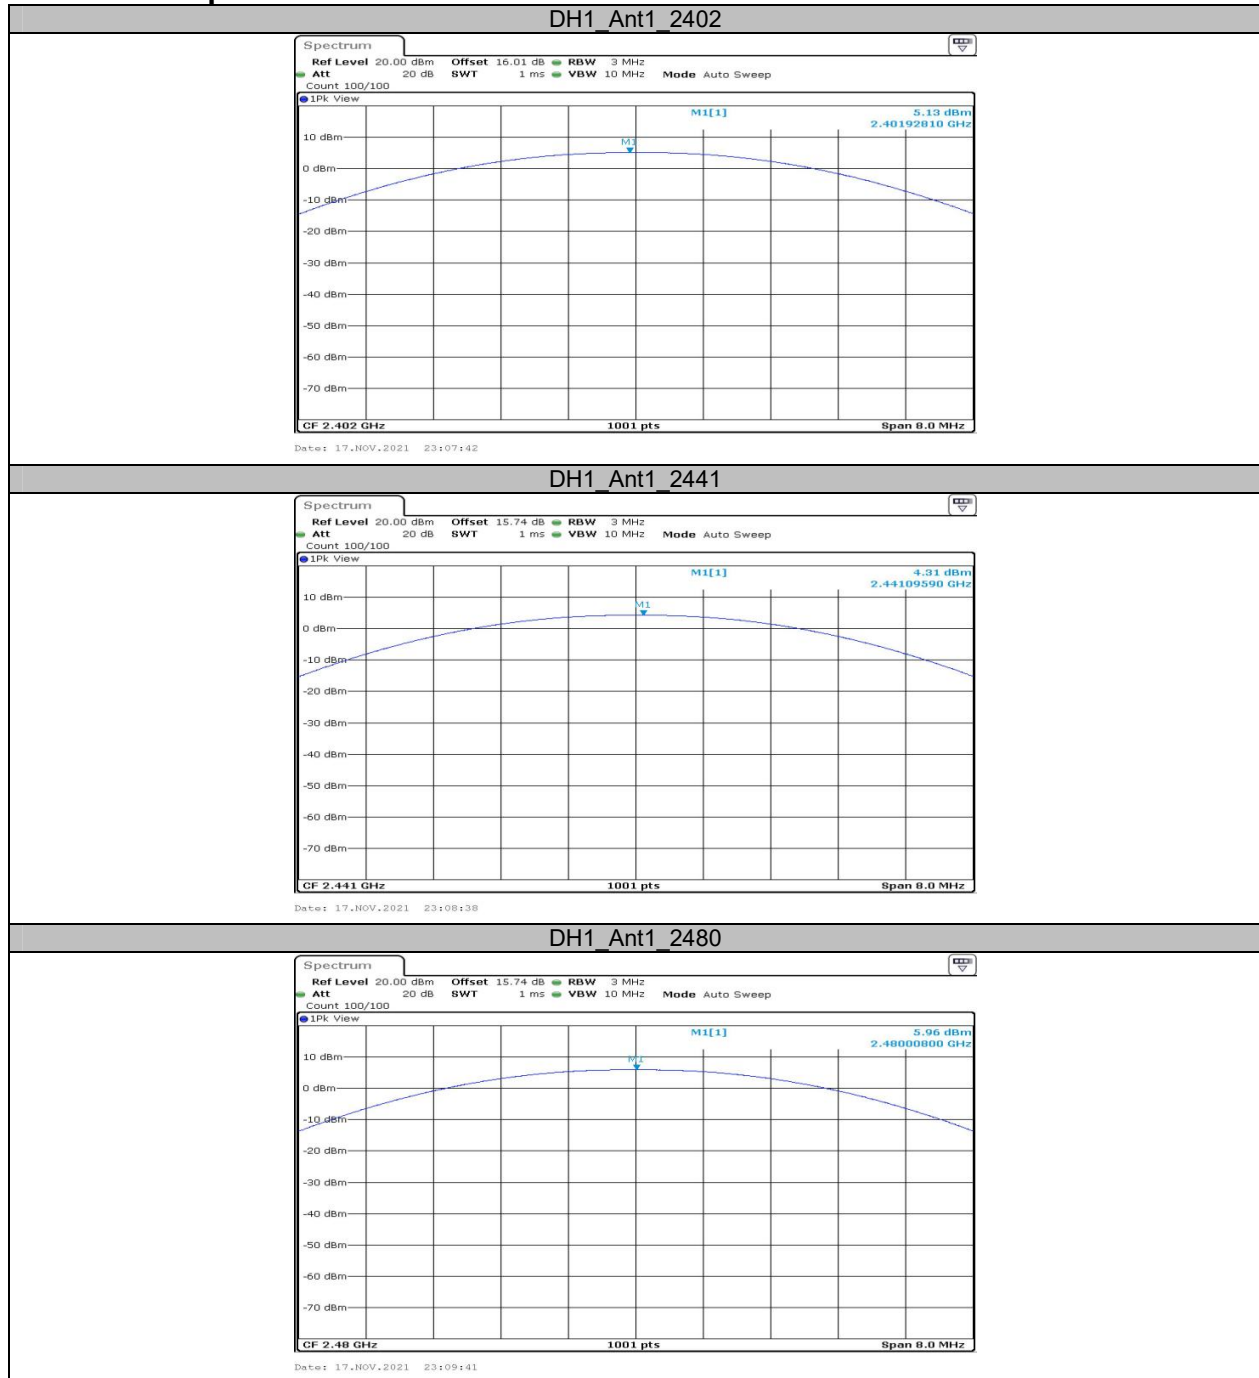 DH1_Ant1_2402
Spectrum
Ref Level 20.00 dBm Offset 16.01 dB RBW 3 MHz
Att 20 dB SWT 1 ms VBW 10 MHz Mode Auto Sweep
Count 100/100
1Pk View
M1[1] 5.13 dBm
2.40192810 GHz
10 dBm
M1
0 dBm
-10 dBm
-20 dBm
-30 dBm
-40 dBm
-50 dBm
-60 dBm
-70 dBm
CF 2.402 GHz 1001 pts Span 8.0 MHz
Date: 17.NOV.2021 23:07:42
DH1_Ant1_2441
Spectrum
Ref Level 20.00 dBm Offset 15.74 dB RBW 3 MHz
Att 20 dB SWT 1 ms VBW 10 MHz Mode Auto Sweep
Count 100/100
1Pk View
M1[1] 4.31 dBm
2.44109590 GHz
10 dBm
M1
0 dBm
-10 dBm
-20 dBm
-30 dBm
-40 dBm
-50 dBm
-60 dBm
-70 dBm
CF 2.441 GHz 1001 pts Span 8.0 MHz
Date: 17.NOV.2021 23:08:38
DH1_Ant1_2480
Spectrum
Ref Level 20.00 dBm Offset 15.74 dB RBW 3 MHz
Att 20 dB SWT 1 ms VBW 10 MHz Mode Auto Sweep
Count 100/100
1Pk View
M1[1] 5.96 dBm
2.48000800 GHz
10 dBm
M1
0 dBm
-10 dBm
-20 dBm
-30 dBm
-40 dBm
-50 dBm
-60 dBm
-70 dBm
CF 2.48 GHz 1001 pts Span 8.0 MHz
Date: 17.NOV.2021 23:09:41